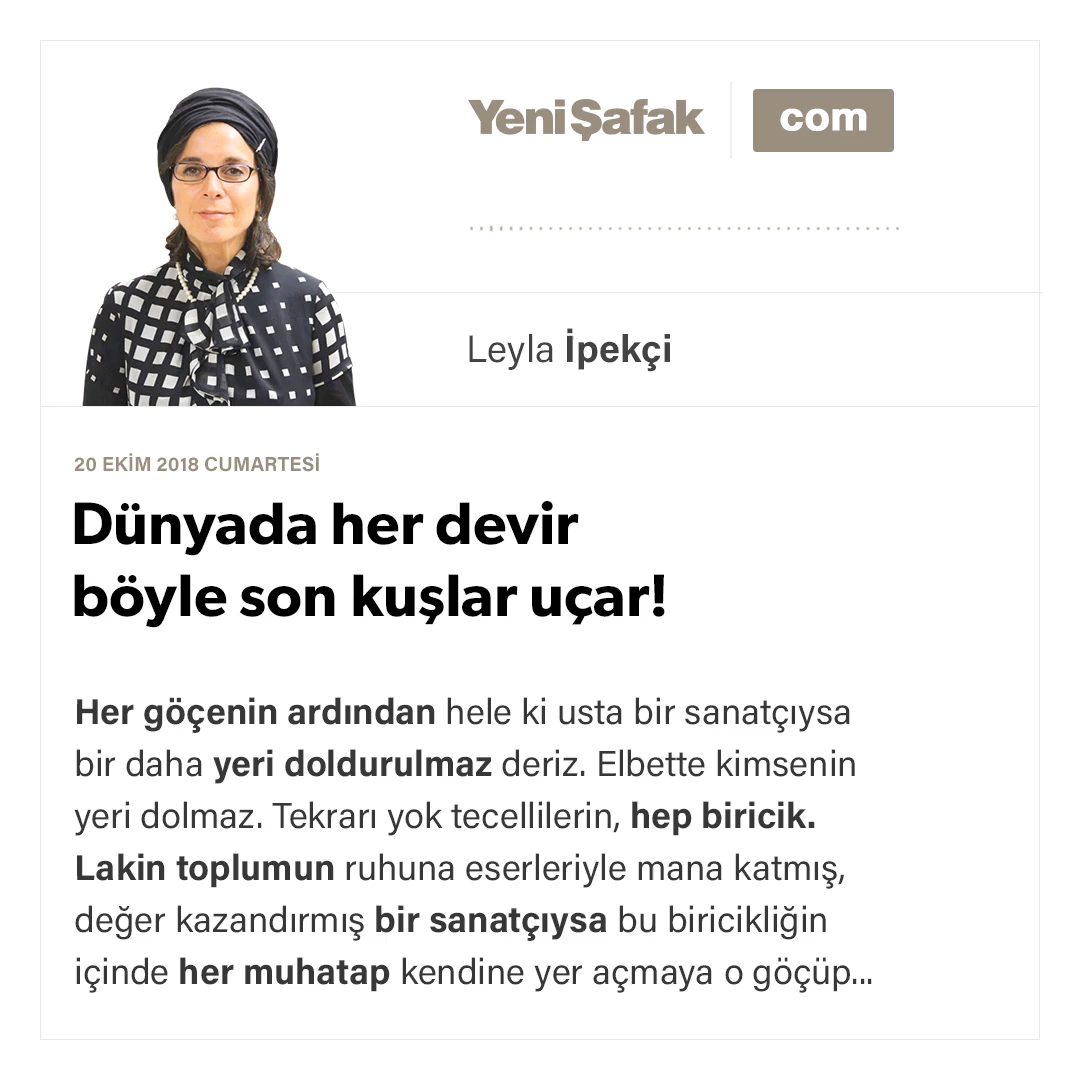 YeniŞafak com
Leyla İpekçi
20 EKİM 2018 CUMARTESİ
Dünyada her devir
böyle son kuşlar uçar!
Her göçenin ardından hele ki usta bir sanatçıysa
bir daha yeri doldurulmaz deriz. Elbette kimsenin
yeri dolmaz. Tekrarı yok tecellilerin, hep biricik.
Lakin toplumun ruhuna eserleriyle mana katmış,
değer kazandırmış bir sanatçıysa bu biricikliğin
içinde her muhatap kendine yer açmaya o göçüp...